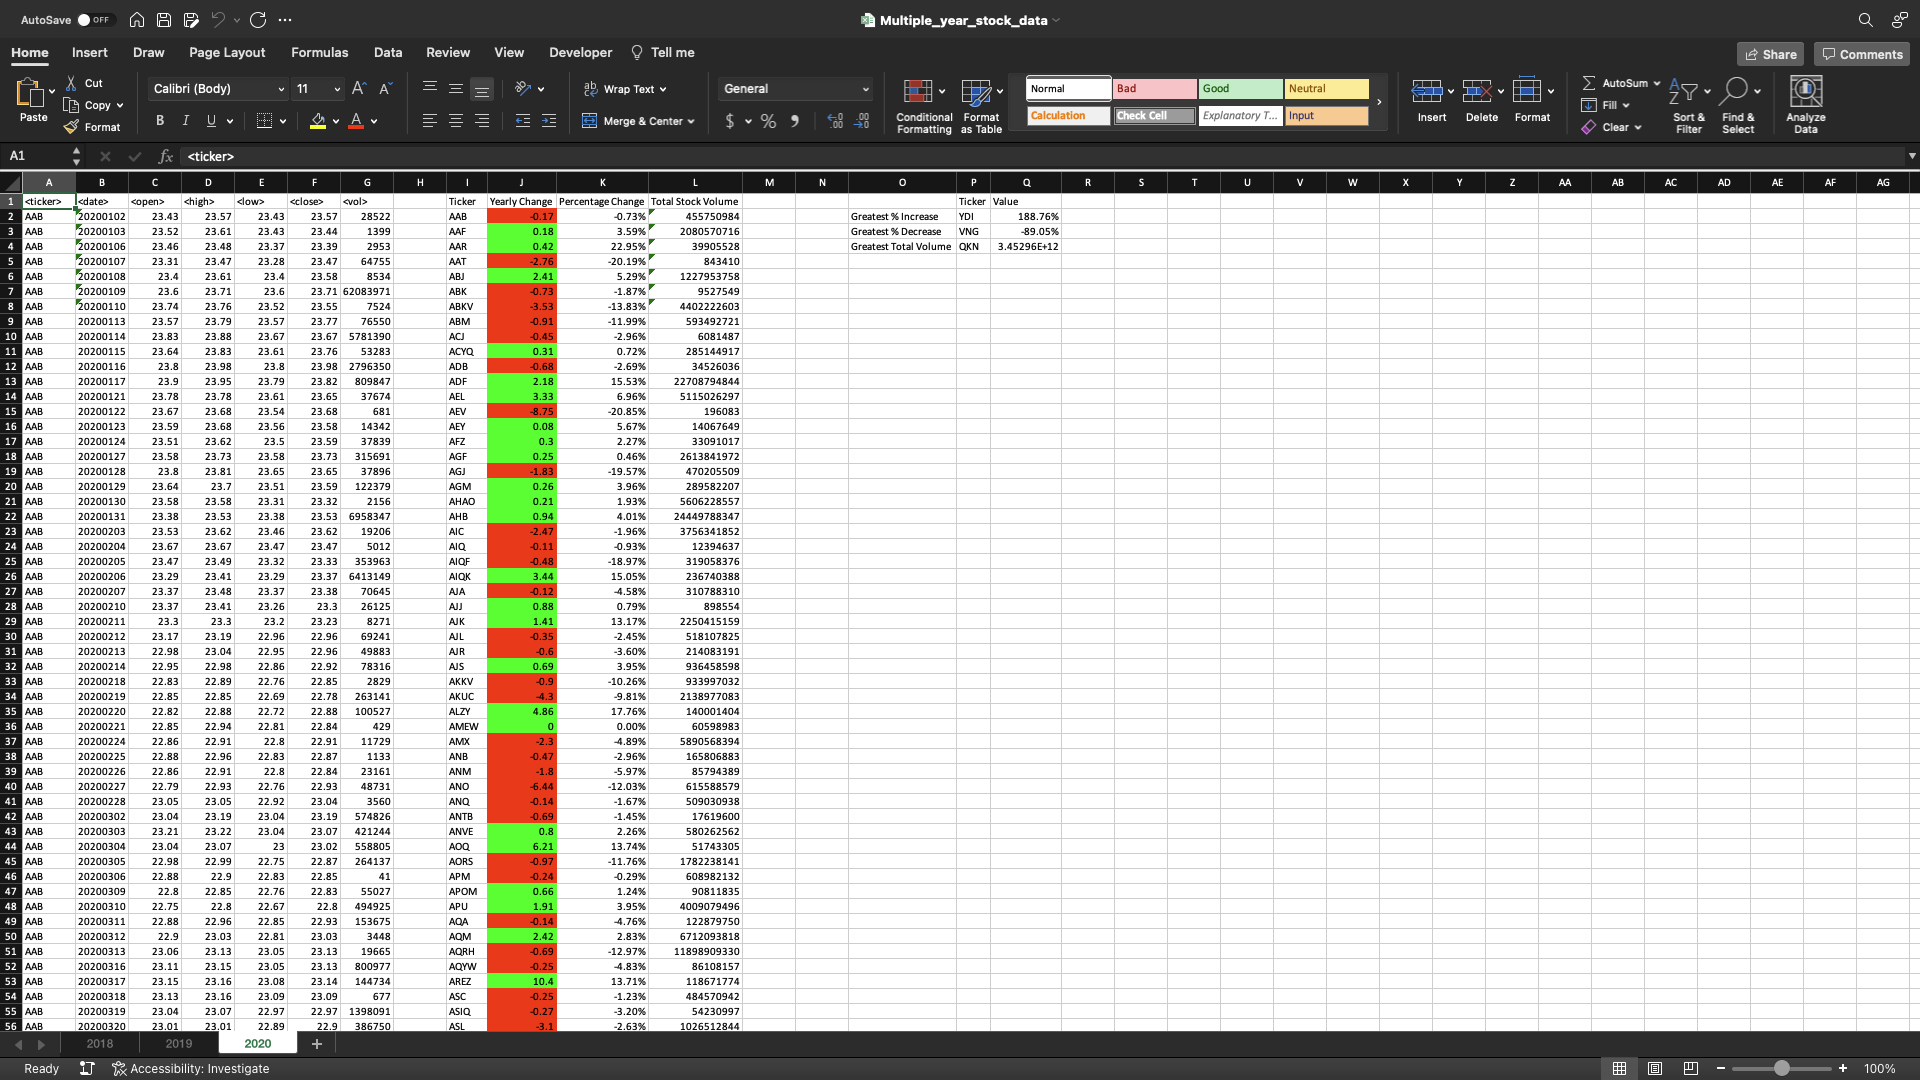 AutoSave OFF Multiple_year_stock_data
Home Insert Draw Page Layout Formulas Data Review View Developer Tell me Share Comments
Paste Cut Copy Format Calibri (Body) 11 Wrap Text Merge & Center General Conditional Formatting Format as Table Normal Bad Good Neutral Calculation Check Cell Explanatory T... Input Insert Delete Format AutoSum Fill Clear Sort & Filter Find & Select Analyze Data
A1 fx <ticker>
A B C D E F G H I J K L M N O P Q R S T U V W X Y Z AA AB AC AD AE AF AG
1 <ticker> <date> <open> <high> <low> <close> <vol> Ticker Yearly Change Percentage Change Total Stock Volume Ticker Value
2 AAB 20200102 23.43 23.57 23.43 23.57 28522 AAB -0.17 -0.73% 455750984 Greatest % Increase YDI 188.76%
3 AAB 20200103 23.52 23.61 23.43 23.44 1399 AAF 0.18 3.59% 2080570716 Greatest % Decrease VNG -89.05%
4 AAB 20200106 23.46 23.48 23.37 23.39 2953 AAR 0.42 22.95% 39905528 Greatest Total Volume QKN 3.45296E+12
5 AAB 20200107 23.31 23.47 23.28 23.47 64755 AAT -2.76 -20.19% 843410
6 AAB 20200108 23.4 23.61 23.4 23.58 8534 ABJ 2.41 5.29% 1227953758
7 AAB 20200109 23.6 23.71 23.6 23.71 62083971 ABK -0.73 -1.87% 9527549
8 AAB 20200110 23.74 23.76 23.52 23.55 7524 ABKV -3.53 -13.83% 4402222603
9 AAB 20200113 23.57 23.79 23.57 23.77 76550 ABM -0.91 -11.99% 593492721
10 AAB 20200114 23.83 23.88 23.67 23.67 5781390 ACJ -0.45 -2.96% 6081487
11 AAB 20200115 23.64 23.83 23.61 23.76 53283 ACYQ 0.31 0.72% 285144917
12 AAB 20200116 23.8 23.98 23.8 23.98 2796350 ADB -0.68 -2.69% 34526036
13 AAB 20200117 23.9 23.95 23.79 23.82 809847 ADF 2.18 15.53% 22708794844
14 AAB 20200121 23.78 23.78 23.61 23.65 37674 AEL 3.33 6.96% 5115026297
15 AAB 20200122 23.67 23.68 23.54 23.68 681 AEV -8.75 -20.85% 196083
16 AAB 20200123 23.59 23.68 23.56 23.58 14342 AEY 0.08 5.67% 14067649
17 AAB 20200124 23.51 23.62 23.5 23.59 37839 AFZ 0.3 2.27% 33091017
18 AAB 20200127 23.58 23.73 23.58 23.73 315691 AGF 0.25 0.46% 2613841972
19 AAB 20200128 23.8 23.81 23.65 23.65 37896 AGJ -1.83 -19.57% 470205509
20 AAB 20200129 23.64 23.7 23.51 23.59 122379 AGM 0.26 3.96% 289582207
21 AAB 20200130 23.58 23.58 23.31 23.32 2156 AHAO 0.21 1.93% 5606228557
22 AAB 20200131 23.38 23.53 23.38 23.53 6958347 AHB 0.94 4.01% 24449788347
23 AAB 20200203 23.53 23.62 23.46 23.62 19206 AIC -2.47 -1.96% 3756341852
24 AAB 20200204 23.67 23.67 23.47 23.47 5012 AIQ -0.11 -0.93% 12394637
25 AAB 20200205 23.47 23.49 23.32 23.33 353963 AIQF -0.48 -18.97% 319058376
26 AAB 20200206 23.29 23.41 23.29 23.37 6413149 AIQK 3.44 15.05% 236740388
27 AAB 20200207 23.37 23.48 23.37 23.38 70645 AJA -0.12 -4.58% 310788310
28 AAB 20200210 23.37 23.41 23.26 23.3 26125 AJJ 0.88 0.79% 898554
29 AAB 20200211 23.3 23.3 23.2 23.23 8271 AJK 1.41 13.17% 2250415159
30 AAB 20200212 23.17 23.19 22.96 22.96 69241 AJL -0.35 -2.45% 518107825
31 AAB 20200213 22.98 23.04 22.95 22.96 49883 AJR -0.6 -3.60% 214083191
32 AAB 20200214 22.95 22.98 22.86 22.92 78316 AJS 0.69 3.95% 936458598
33 AAB 20200218 22.83 22.89 22.76 22.85 2829 AKKV -0.9 -10.26% 933997032
34 AAB 20200219 22.85 22.85 22.69 22.78 263141 AKUC -4.3 -9.81% 2138977083
35 AAB 20200220 22.82 22.88 22.72 22.88 100527 ALZY 4.86 17.76% 140001404
36 AAB 20200221 22.85 22.94 22.81 22.84 429 AMEW 0 0.00% 60598983
37 AAB 20200224 22.86 22.91 22.8 22.91 11729 AMX -2.3 -4.89% 5890568394
38 AAB 20200225 22.88 22.96 22.83 22.87 1133 ANB -0.47 -2.96% 165806883
39 AAB 20200226 22.86 22.91 22.8 22.84 23161 ANM -1.8 -5.97% 85794389
40 AAB 20200227 22.79 22.93 22.76 22.93 48731 ANO -6.44 -12.03% 615588579
41 AAB 20200228 23.05 23.05 22.92 23.04 3560 ANQ -0.14 -1.67% 509030938
42 AAB 20200302 23.04 23.19 23.04 23.19 574826 ANTB -0.69 -1.45% 17619600
43 AAB 20200303 23.21 23.22 23.04 23.07 421244 ANVE 0.8 2.26% 580262562
44 AAB 20200304 23.04 23.07 23 23.02 558805 AOQ 6.21 13.74% 51743305
45 AAB 20200305 22.98 22.99 22.75 22.87 264137 AORS -0.97 -11.76% 1782238141
46 AAB 20200306 22.88 22.9 22.83 22.85 41 APM -0.24 -0.29% 608982132
47 AAB 20200309 22.8 22.85 22.76 22.83 55027 APOM 0.66 1.24% 90811835
48 AAB 20200310 22.75 22.8 22.67 22.8 494925 APU 1.91 3.95% 4009079496
49 AAB 20200311 22.88 22.96 22.85 22.93 153675 AQA -0.14 -4.76% 122879750
50 AAB 20200312 22.9 23.03 22.81 23.03 3448 AQM 2.42 2.83% 6712093818
51 AAB 20200313 23.06 23.13 23.05 23.13 19665 AQRH -0.69 -12.97% 11898909330
52 AAB 20200316 23.11 23.15 23.05 23.13 800977 AQYW -0.25 -4.83% 86108157
53 AAB 20200317 23.15 23.16 23.08 23.14 144734 AREZ 10.4 13.71% 118671774
54 AAB 20200318 23.13 23.16 23.09 23.09 677 ASC -0.25 -1.23% 484570942
55 AAB 20200319 23.04 23.07 22.97 22.97 1398091 ASIQ -0.27 -3.20% 54230997
56 AAB 20200320 23.01 23.01 22.89 22.9 386750 ASL -3.1 -2.63% 1026512844
2018 2019 2020
Ready Accessibility: Investigate 100%